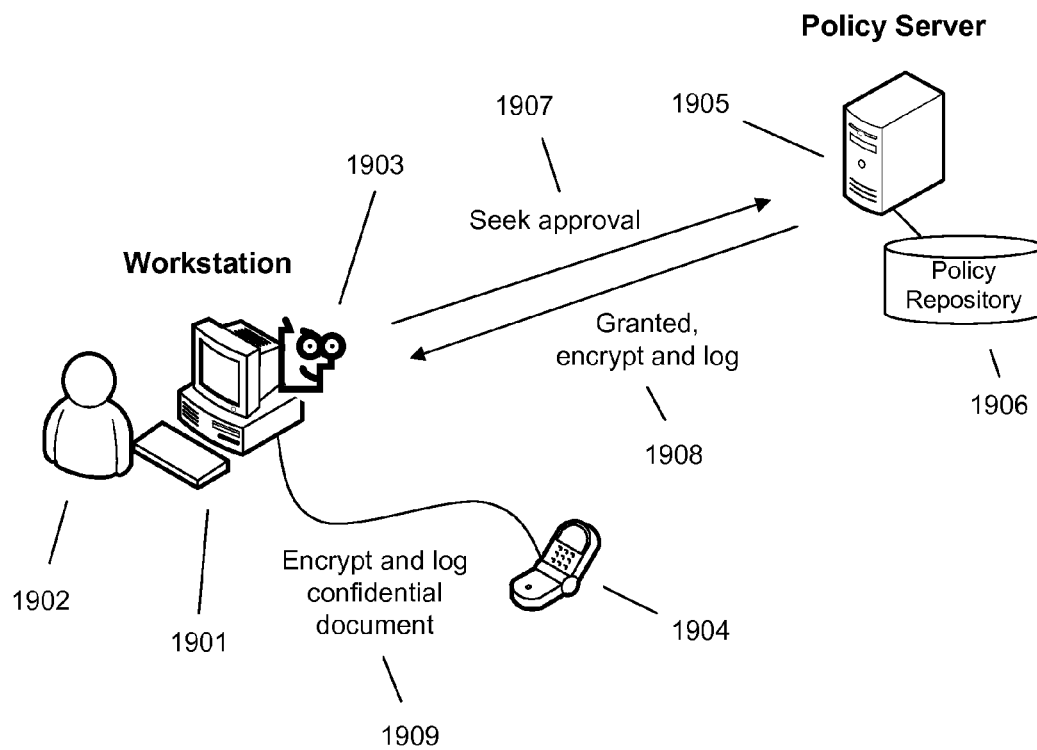 Policy Server
1907
1905
1903
Seek approval
Workstation
Policy
Repository
Granted,
encrypt and log
1906
1908
Encrypt and log
confidential
document
1902
1901
1904
1909